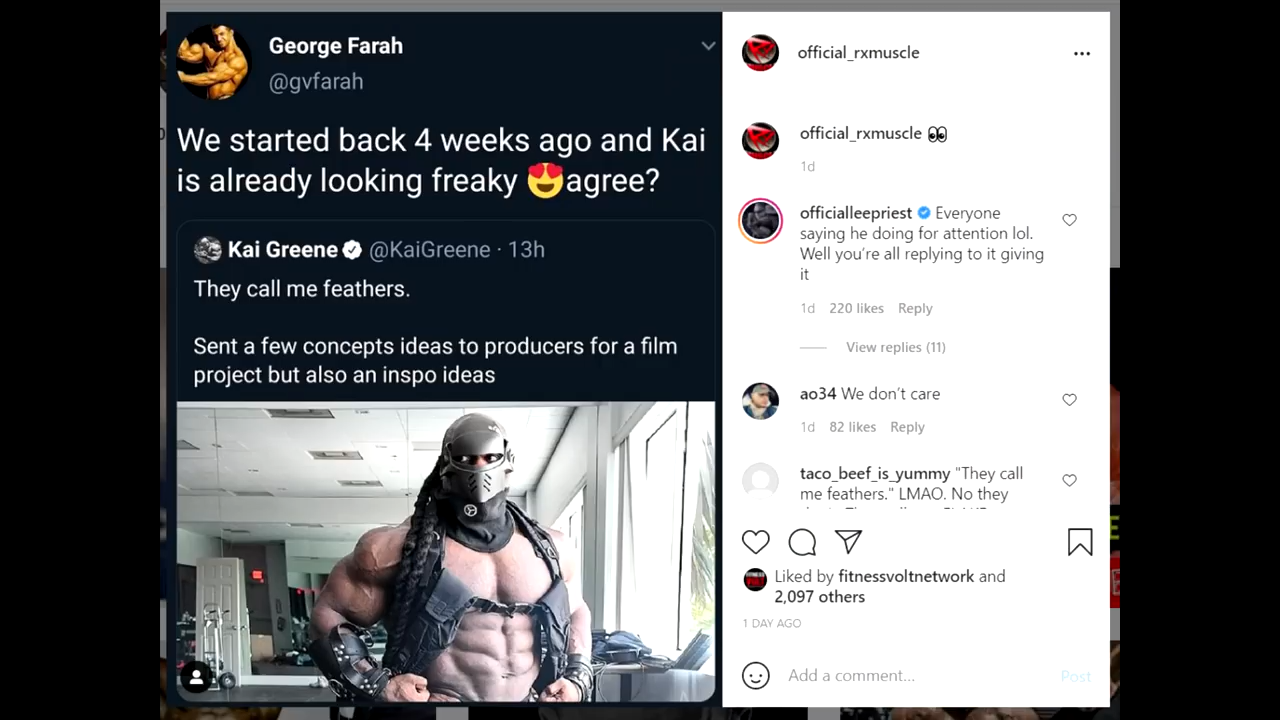 George Farah
@gvfarah
We started back 4 weeks ago and Kai
is already looking freaky 😍agree?
Kai Greene @KaiGreene · 13h
They call me feathers.
Sent a few concepts ideas to producers for a film
project but also an inspo ideas
official_rxmuscle
official_rxmuscle 👀
1d
officialleepriest Everyone
saying he doing for attention lol.
Well you're all replying to it giving
it
1d 220 likes Reply
View replies (11)
ao34 We don't care
1d 82 likes Reply
taco_beef_is_yummy "They call
me feathers." LMAO. No they
Liked by fitnessvoltnetwork and
2,097 others
1 DAY AGO
Add a comment... Post